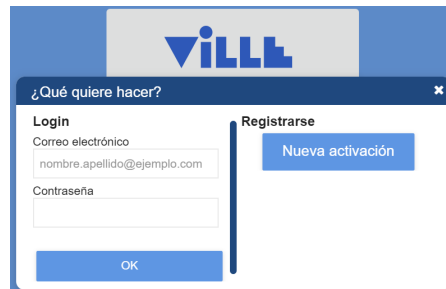 ViLLE
¿Qué quiere hacer?
Login
Correo electrónico
nombre.apellido@ejemplo.com
Contraseña
OK
Registrarse
Nueva activación